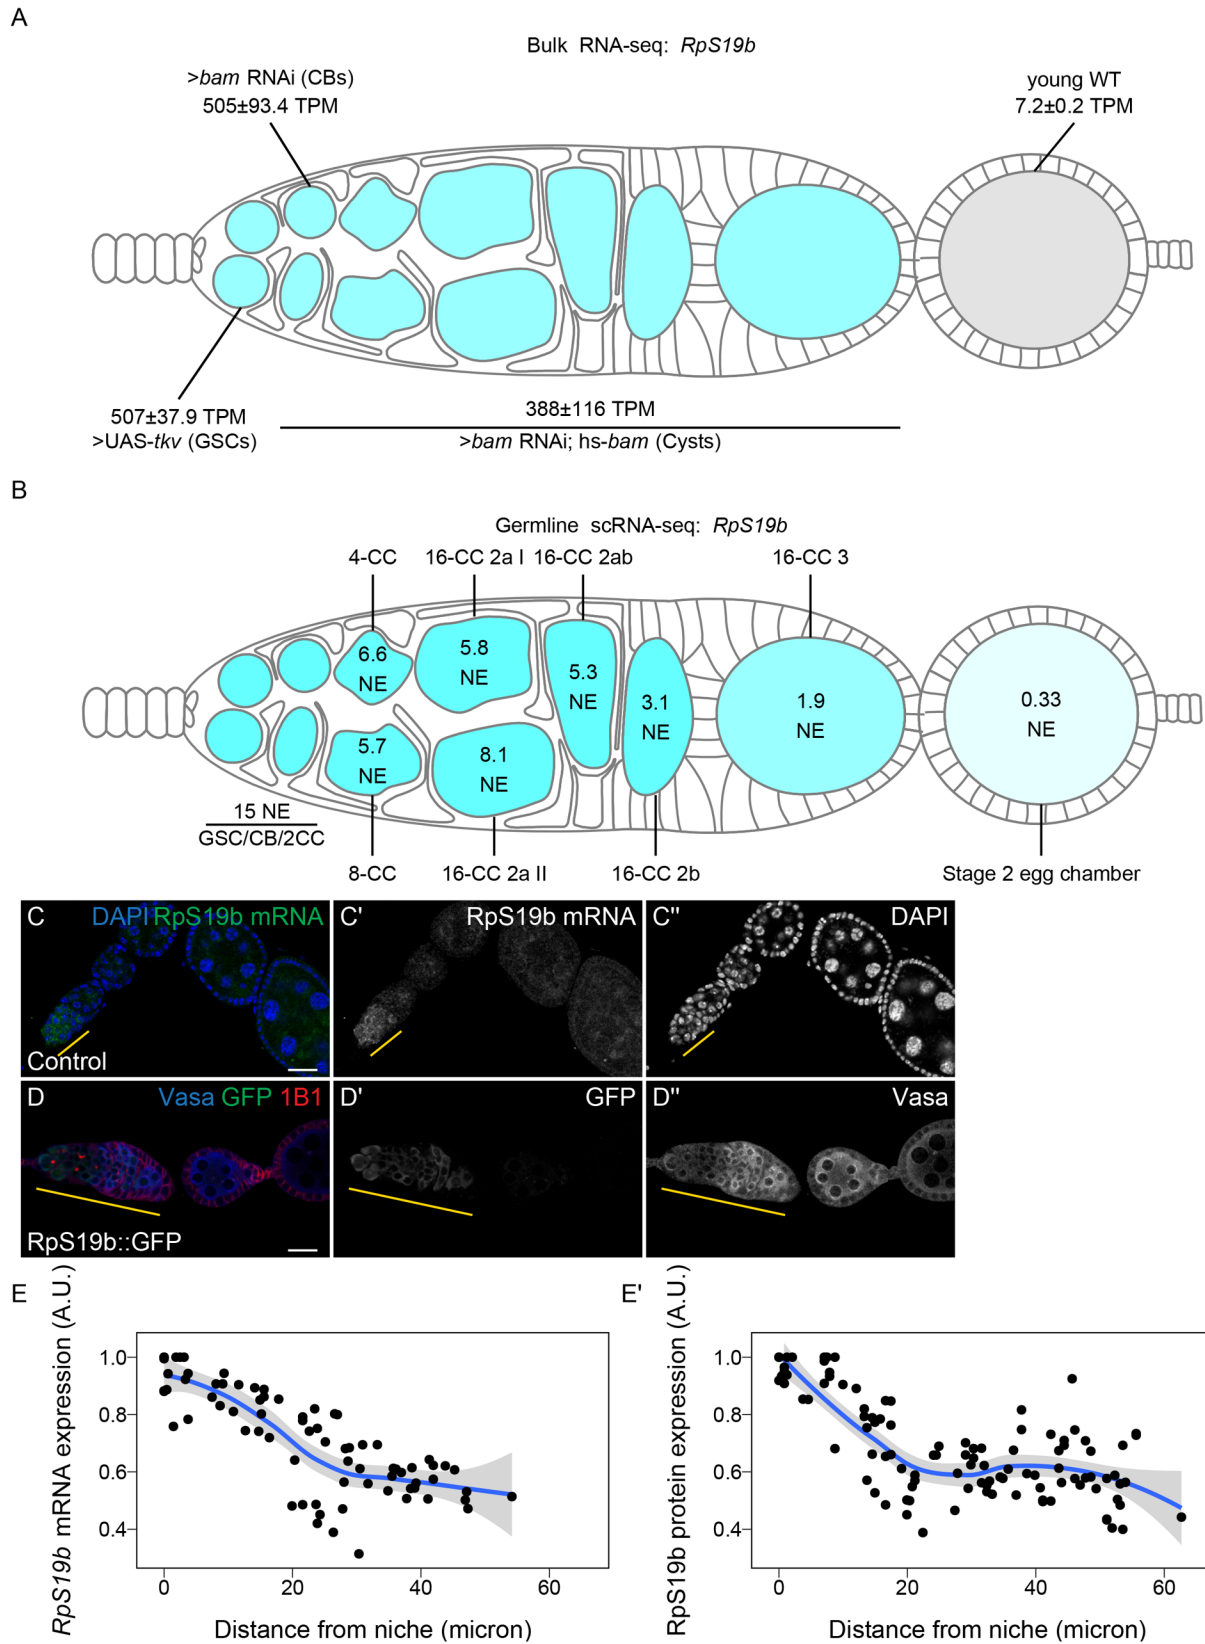 A
Bulk RNA-seq: RpS19b
>bam RNAi (CBs)
505±93.4 TPM
young WT
7.2±0.2 TPM
507±37.9 TPM
>UAS-tkv (GSCs)
388±116 TPM
>bam RNAi; hs-bam (Cysts)
B
Germline scRNA-seq: RpS19b
4-CC
16-CC 2a I
16-CC 2ab
16-CC 3
6.6
NE
5.8
NE
5.3
NE
3.1
NE
1.9
NE
0.33
NE
5.7
NE
8.1
NE
15 NE
GSC/CB/2CC
8-CC
16-CC 2a II
16-CC 2b
Stage 2 egg chamber
C
DAPI RpS19b mRNA
Control
C'
RpS19b mRNA
C''
DAPI
D
Vasa GFP 1B1
RpS19b::GFP
D'
GFP
D''
Vasa
E
RpS19b mRNA expression (A.U.)
1.0
0.8
0.6
0.4
0
20
40
60
Distance from niche (micron)
E'
RpS19b protein expression (A.U.)
1.0
0.8
0.6
0.4
0
20
40
60
Distance from niche (micron)